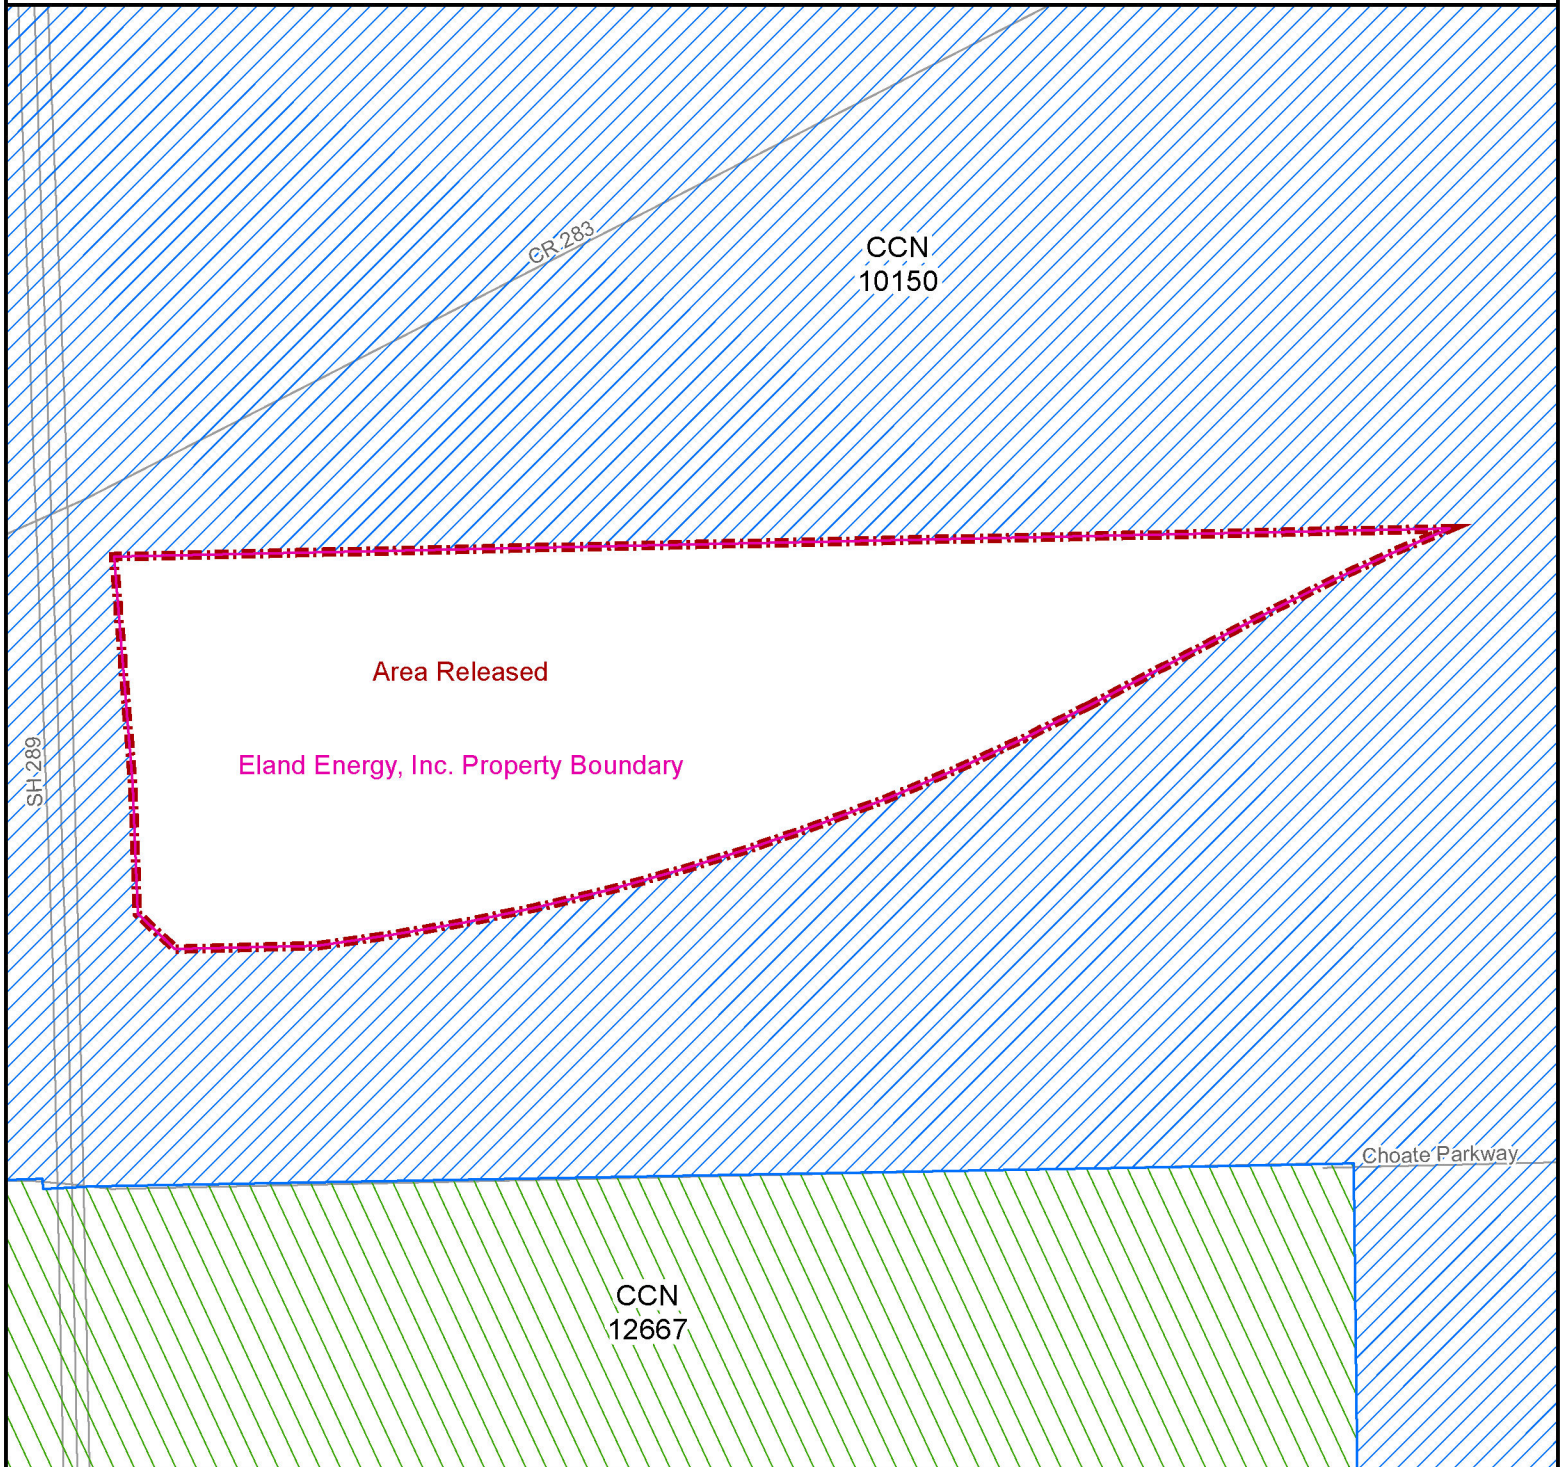 CR 283
CCN
10150
Area Released
Eland Energy, Inc. Property Boundary
SH 289
Choate Parkway
CCN
12667